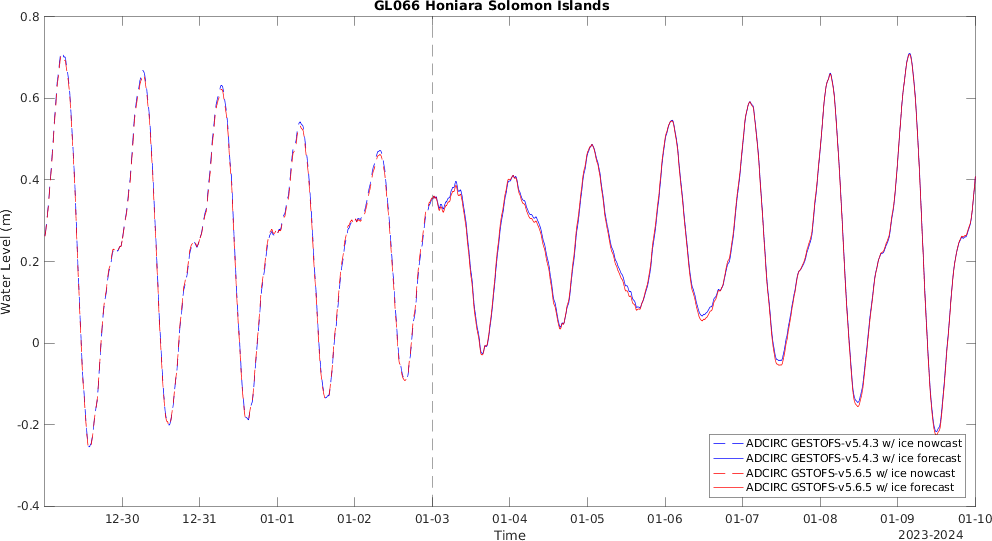 GL066 Honiara Solomon Islands
Water Level (m)
0.8
0.6
0.4
0.2
0
-0.2
-0.4
ADCIRC GESTOFS-v5.4.3 w/ ice nowcast
ADCIRC GESTOFS-v5.4.3 w/ ice forecast
ADCIRC GSTOFS-v5.6.5 w/ ice nowcast
ADCIRC GSTOFS-v5.6.5 w/ ice forecast
12-30 12-31 01-01 01-02 01-03 01-04 01-05 01-06 01-07 01-08 01-09 01-10
Time
2023-2024